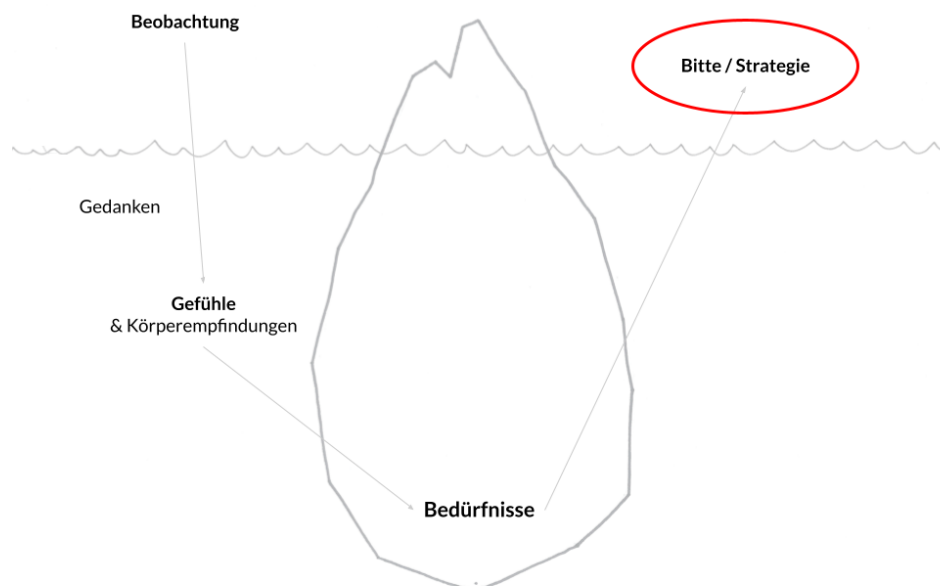 Beobachtung
Bitte / Strategie
Gedanken
Gefühle
& Körperempfindungen
Bedürfnisse